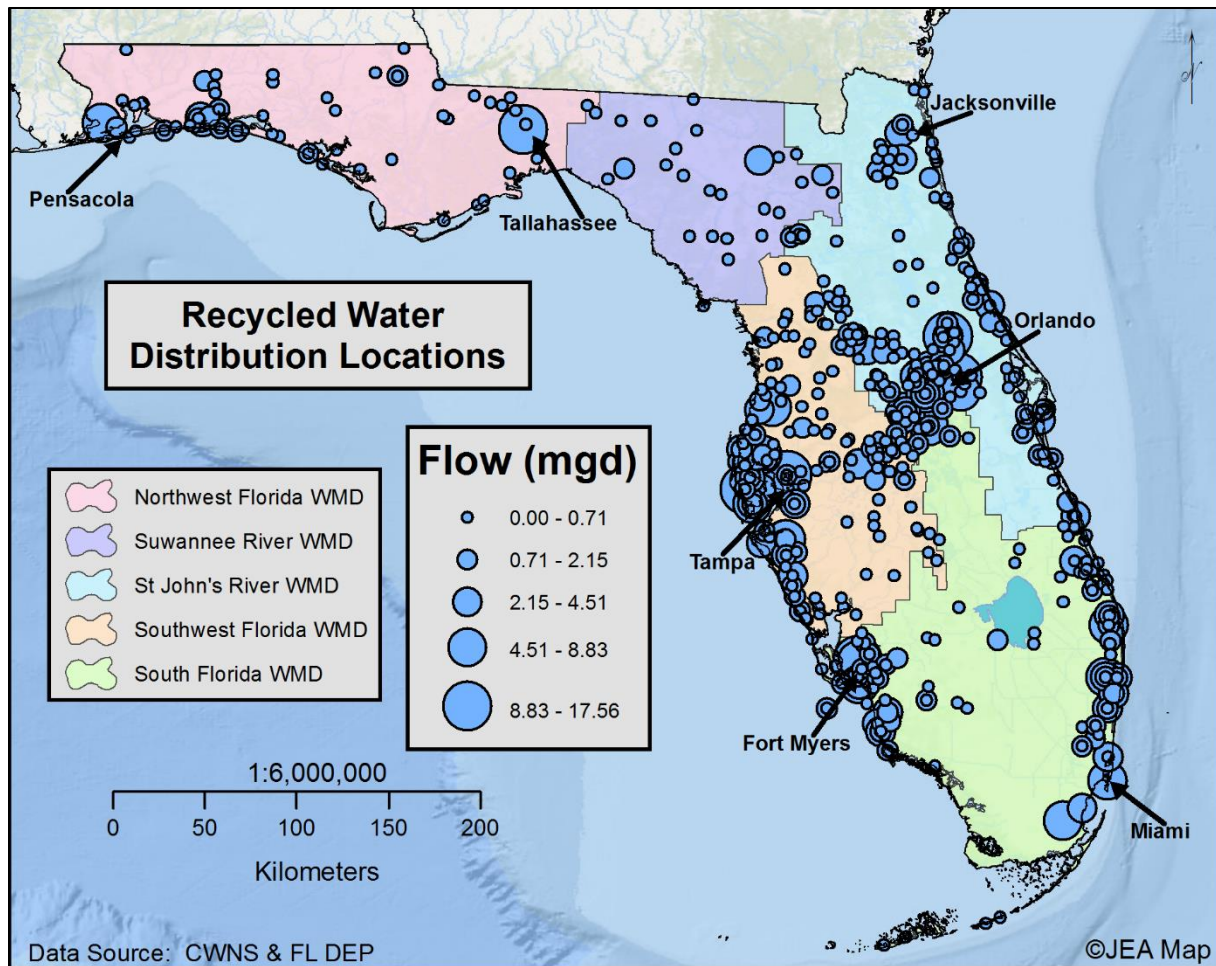 Jacksonville
Pensacola
Tallahassee
Recycled Water
Distribution Locations
Orlando
Flow (mgd)
0.00 - 0.71
0.71 - 2.15
2.15 - 4.51
4.51 - 8.83
8.83 - 17.56
Northwest Florida WMD
Suwannee River WMD
St John's River WMD
Southwest Florida WMD
South Florida WMD
Tampa
Fort Myers
Miami
1:6,000,000
0 50 100 150 200
Kilometers
Data Source: CWNS & FL DEP
©JEA Map
N